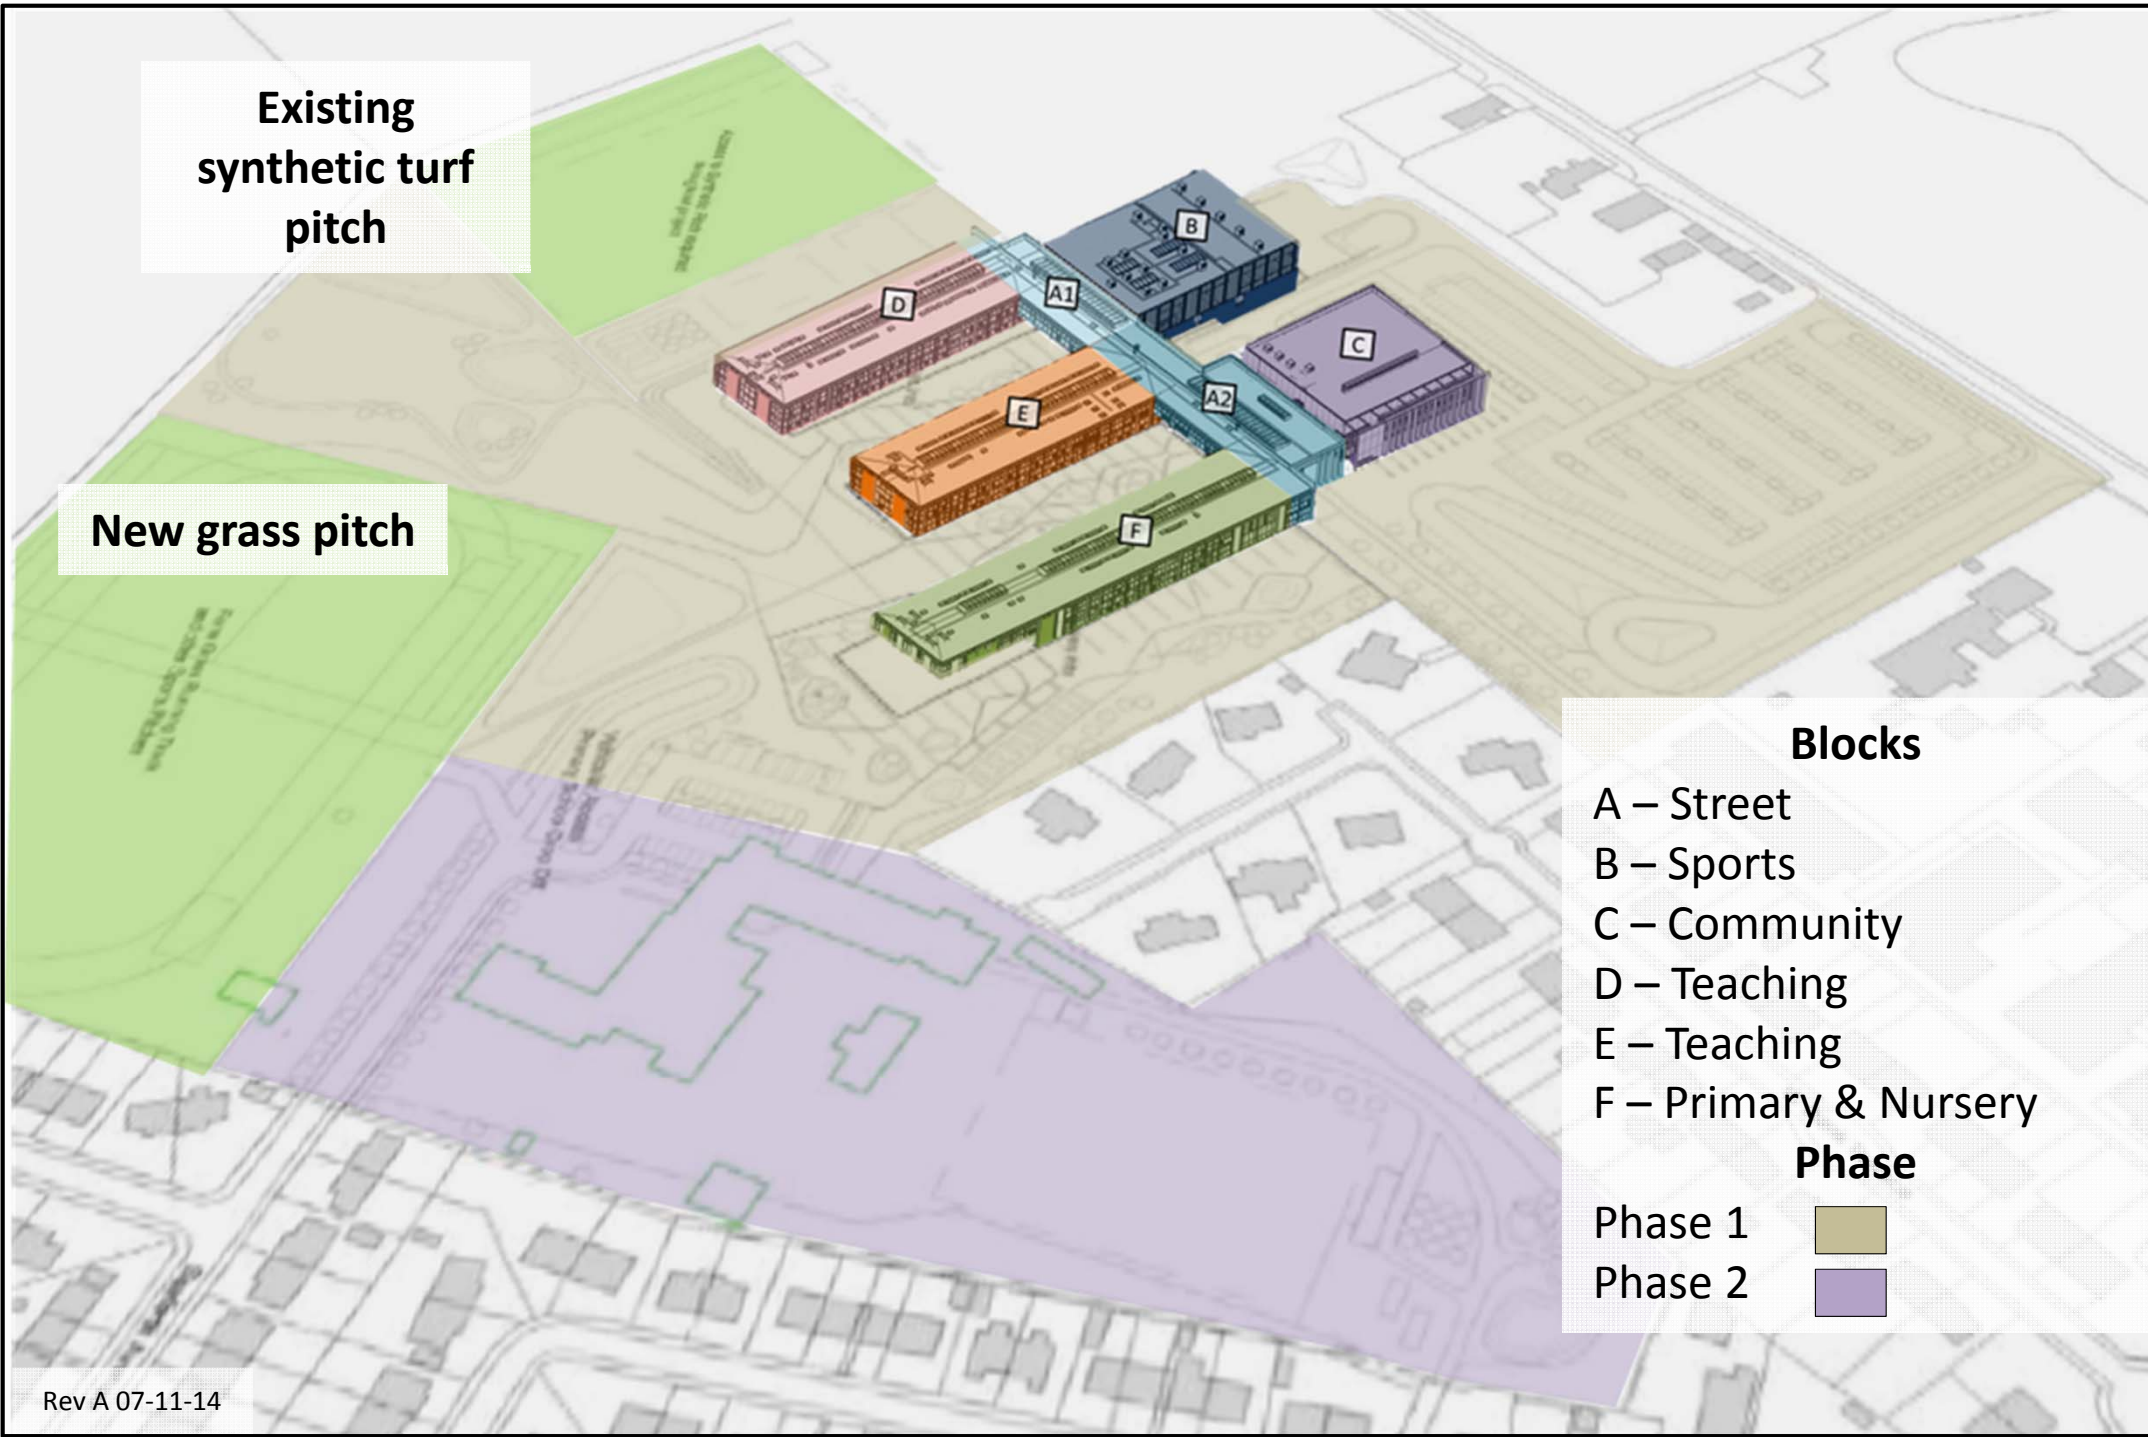 Existing
synthetic turf
pitch
B
D
A1
C
A2
E
New grass pitch
F
Blocks
A – Street
B – Sports
C – Community
D – Teaching
E – Teaching
F – Primary & Nursery
Phase
Phase 1
Phase 2
Rev A 07-11-14